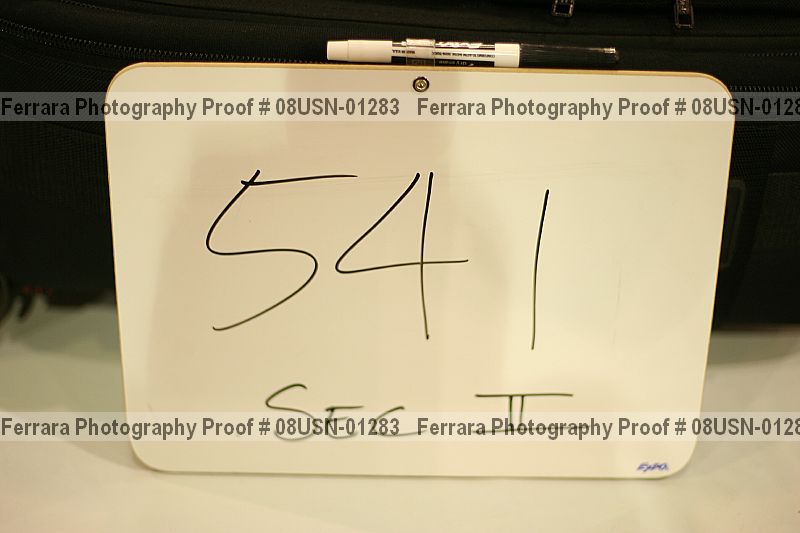 Ferrara Photography Proof # 08USN-01283 Ferrara Photography Proof # 08USN-0128
541
SEC II
Ferrara Photography Proof # 08USN-01283 Ferrara Photography Proof # 08USN-0128
EXPO